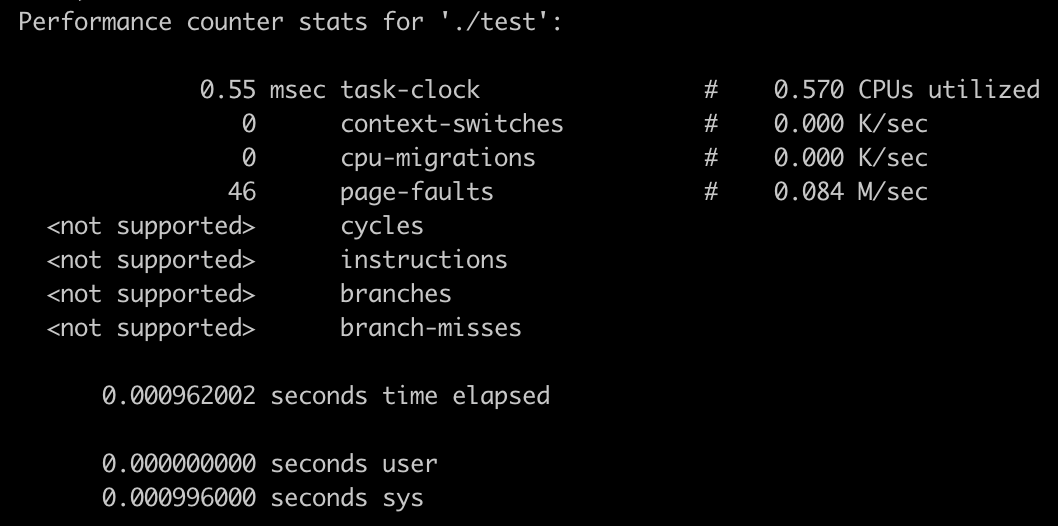 Performance counter stats for './test':
0.55 msec task-clock # 0.570 CPUs utilized
0 context-switches # 0.000 K/sec
0 cpu-migrations # 0.000 K/sec
46 page-faults # 0.084 M/sec
<not supported> cycles
<not supported> instructions
<not supported> branches
<not supported> branch-misses
0.000962002 seconds time elapsed
0.000000000 seconds user
0.000996000 seconds sys